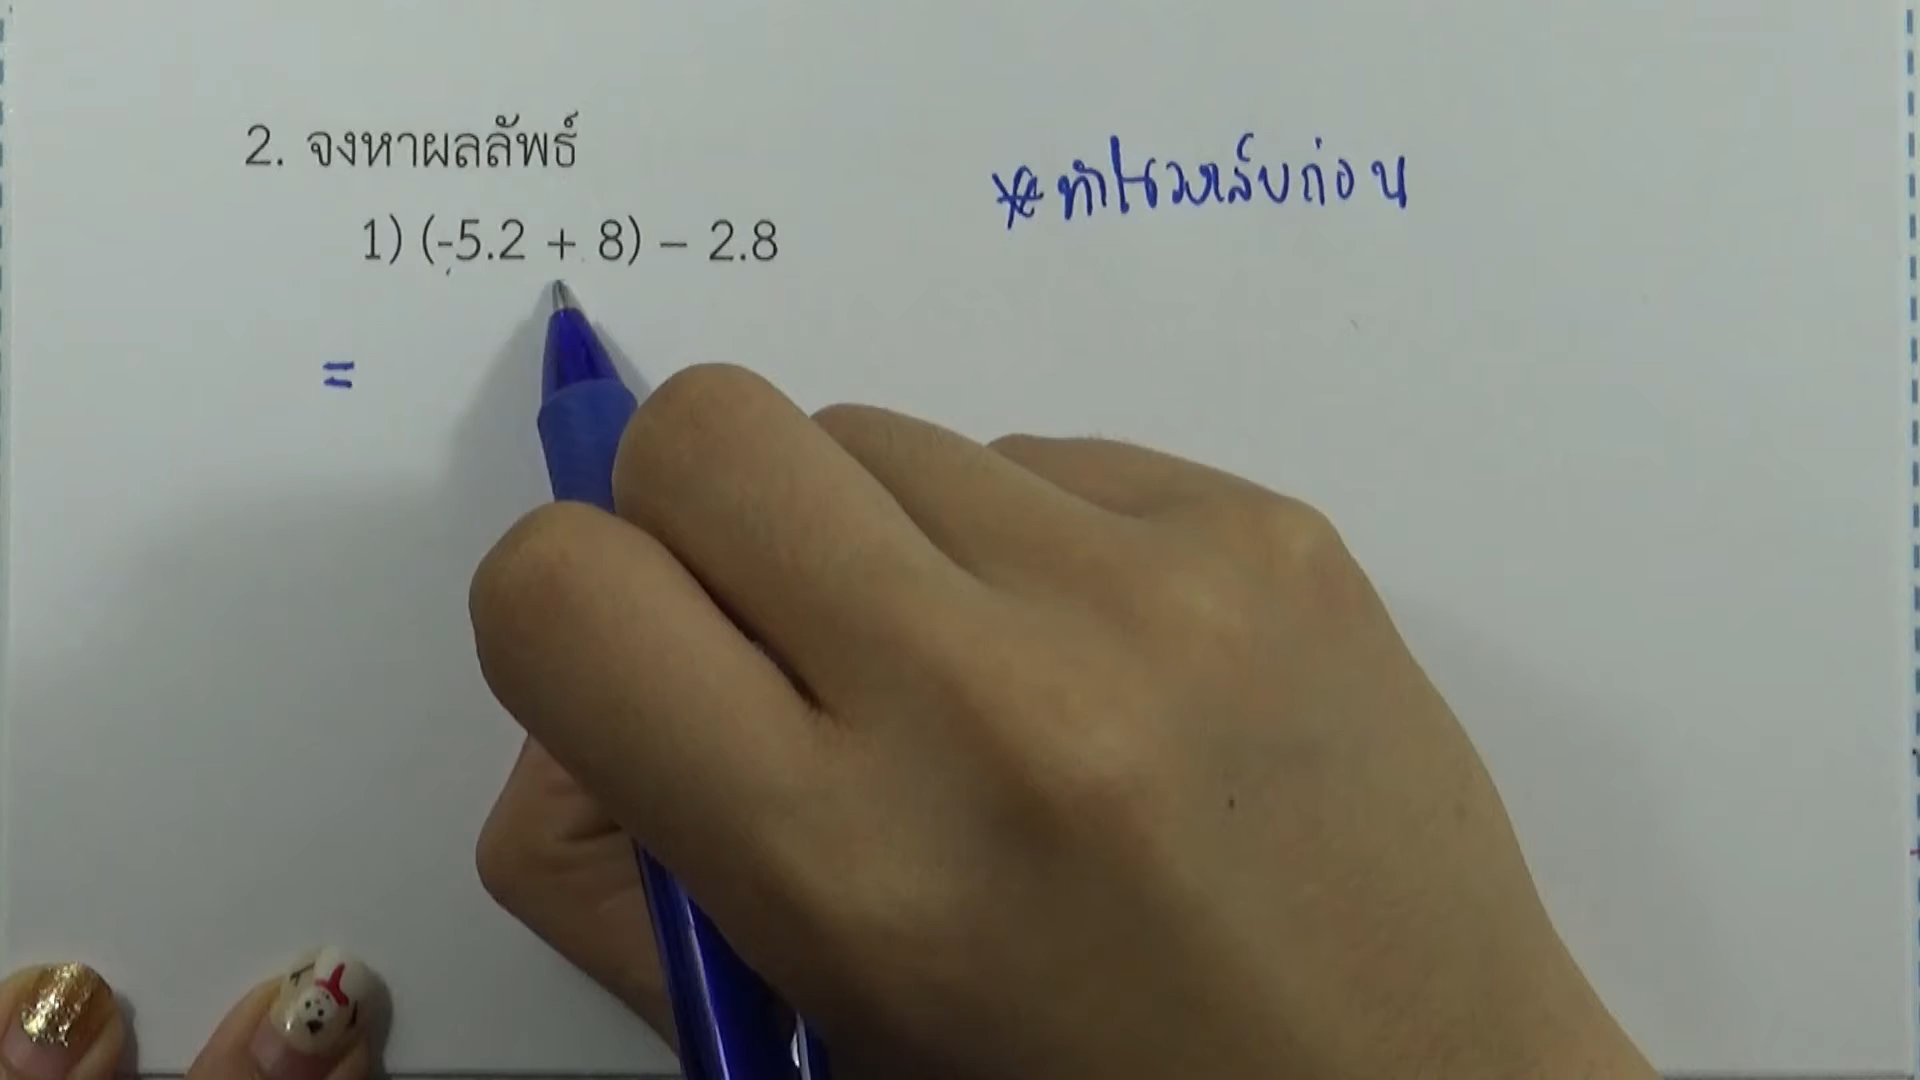 2. จงหาผลลัพธ์
* ทำในวงเล็บก่อน
1) (-5.2 + 8) – 2.8
=